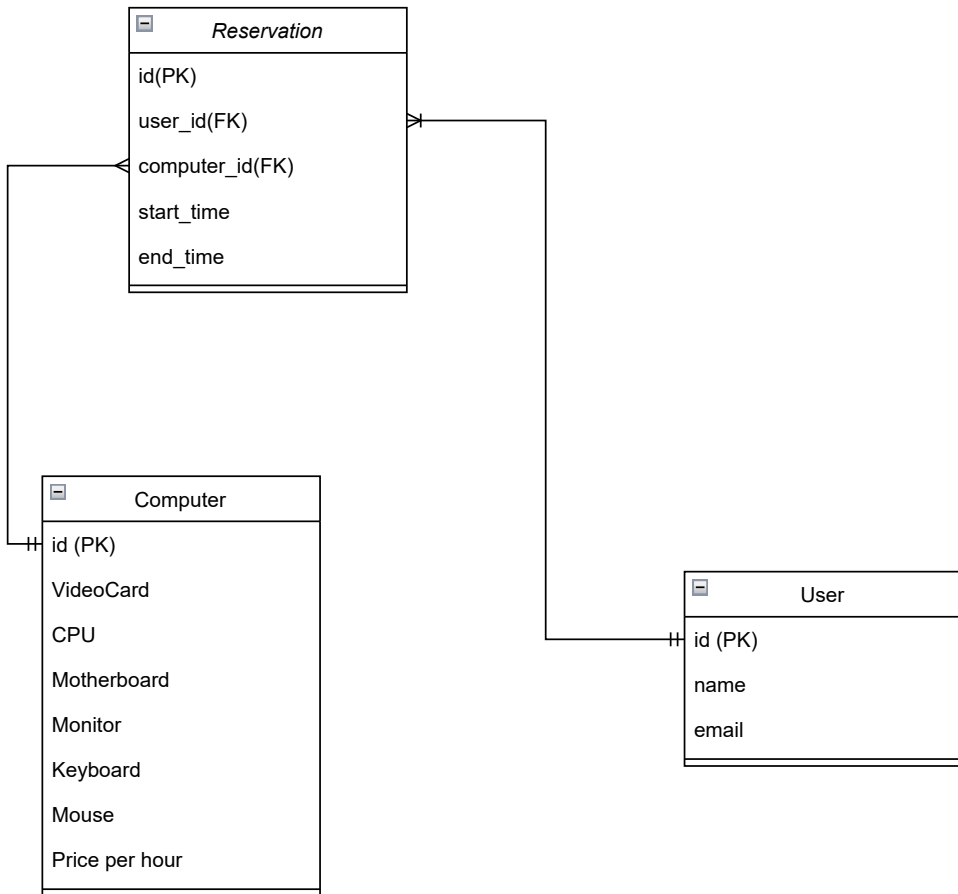 Reservation
id(PK)
user_id(FK)
computer_id(FK)
start_time
end_time
Computer
id (PK)
VideoCard
CPU
Motherboard
Monitor
Keyboard
Mouse
Price per hour
User
id (PK)
name
email